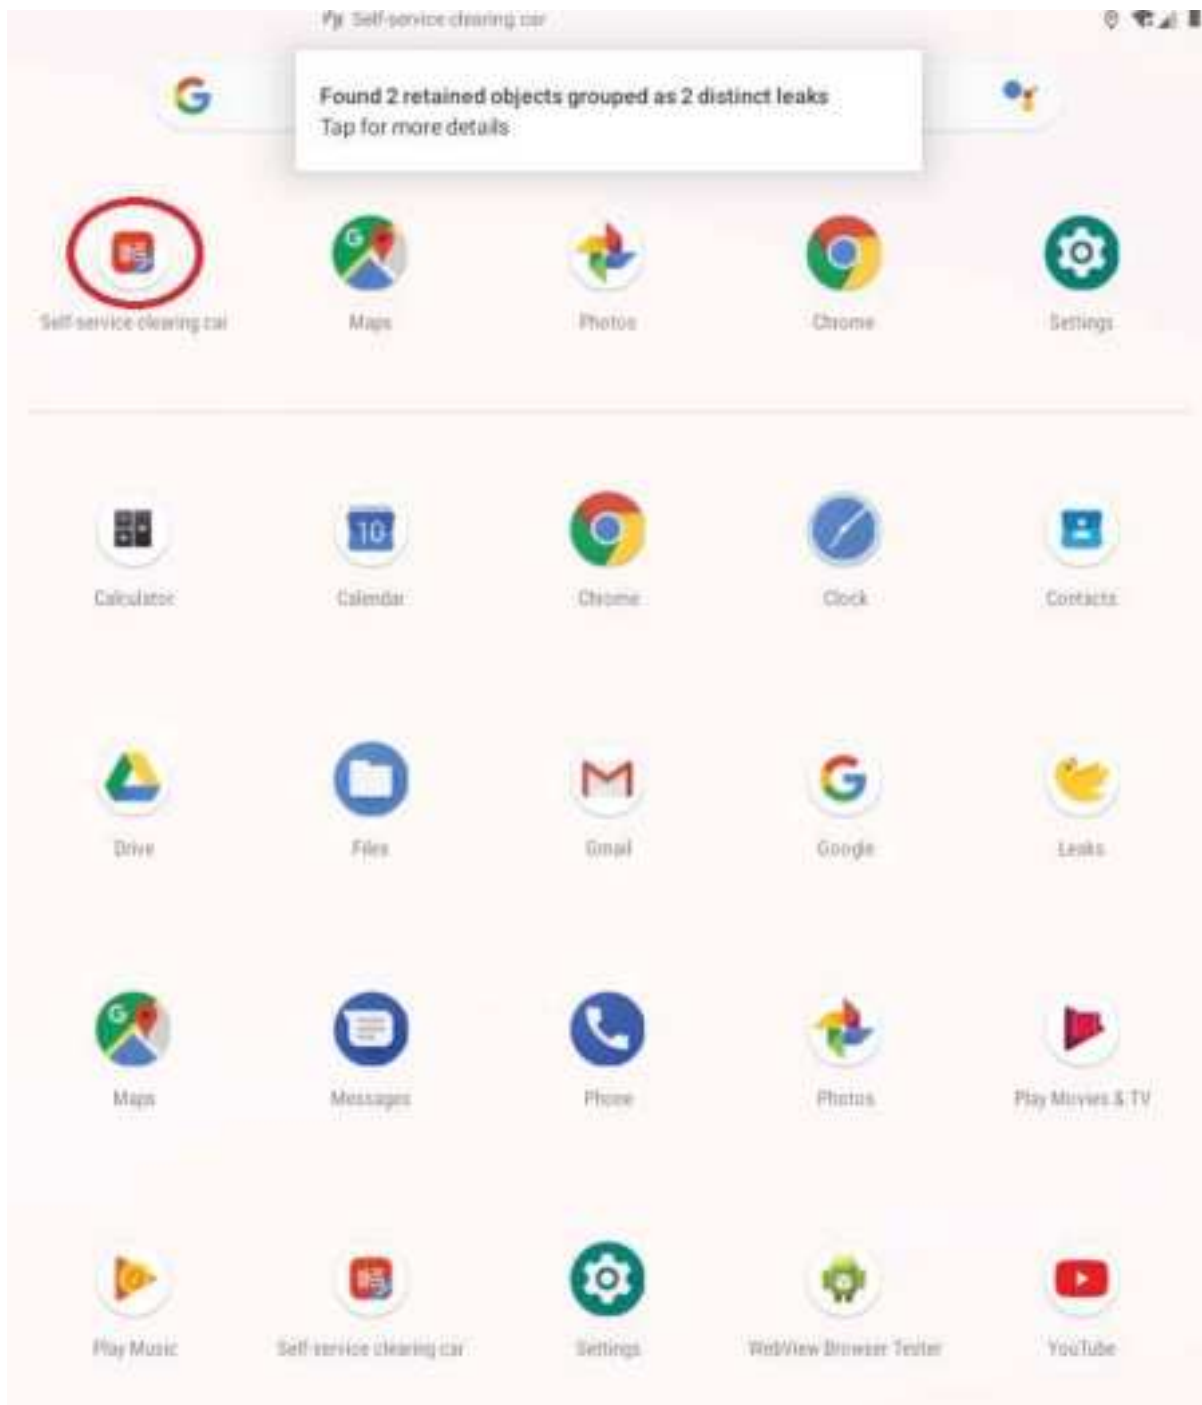 Self-service clearing car
Found 2 retained objects grouped as 2 distinct leaks
Tap for more details
Self-service clearing car
Maps
Photos
Chrome
Settings
Calculator
10
Calendar
Chrome
Clock
Contacts
Drive
Files
Gmail
Google
Leaks
Maps
Messages
Phone
Photos
Play Movies & TV
Play Music
Self-service clearing car
Settings
WebView Browser Tester
YouTube